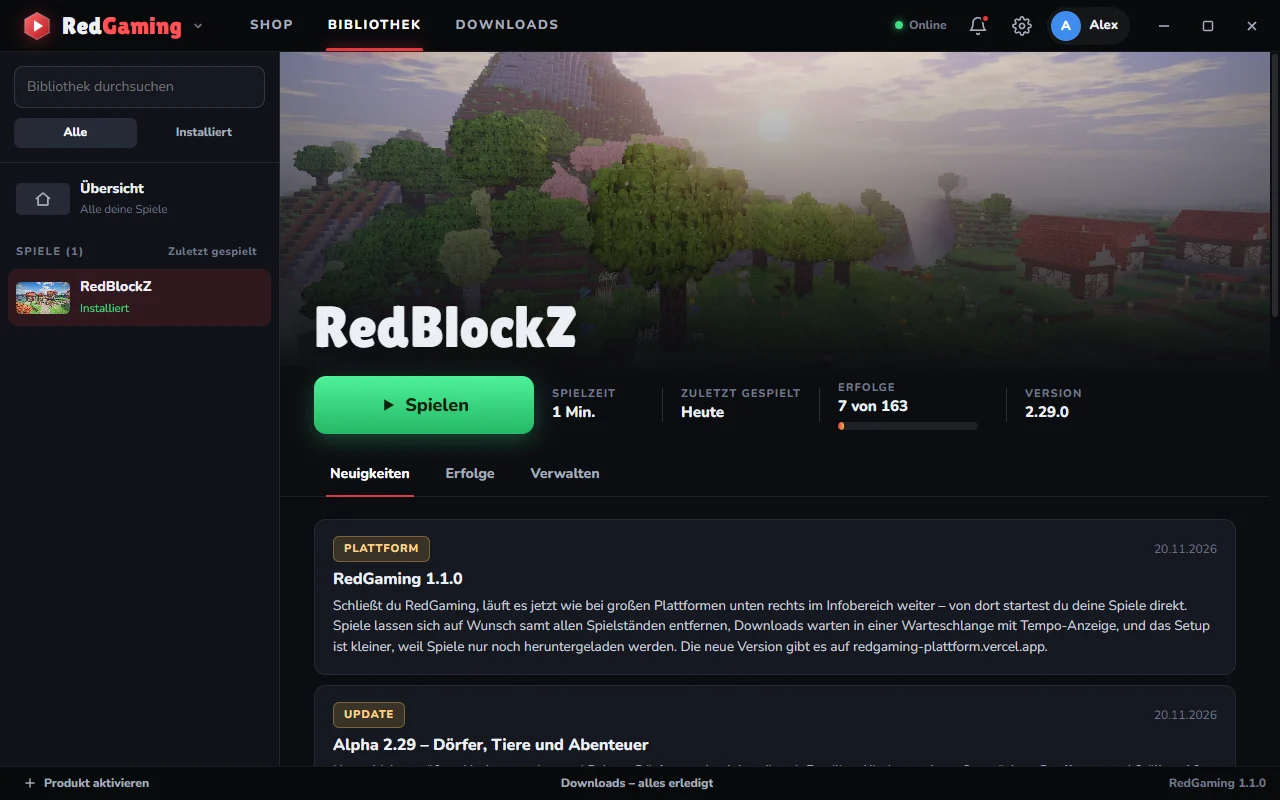 RedGaming
SHOP
BIBLIOTHEK
DOWNLOADS
Online
A
Alex
Bibliothek durchsuchen
Alle
Installiert
Übersicht
Alle deine Spiele
SPIELE (1)
Zuletzt gespielt
RedBlockZ
Installiert
RedBlockZ
Spielen
SPIELZEIT
1 Min.
ZULETZT GESPIELT
Heute
ERFOLGE
7 von 163
VERSION
2.29.0
Neuigkeiten
Erfolge
Verwalten
PLATTFORM
20.11.2026
RedGaming 1.1.0
Schließt du RedGaming, läuft es jetzt wie bei großen Plattformen unten rechts im Infobereich weiter – von dort startest du deine Spiele direkt.
Spiele lassen sich auf Wunsch samt allen Spielständen entfernen, Downloads warten in einer Warteschlange mit Tempo-Anzeige, und das Setup
ist kleiner, weil Spiele nur noch heruntergeladen werden. Die neue Version gibt es auf redgaming-plattform.vercel.app.
UPDATE
20.11.2026
Alpha 2.29 – Dörfer, Tiere und Abenteuer
Produkt aktivieren
Downloads – alles erledigt
RedGaming 1.1.0